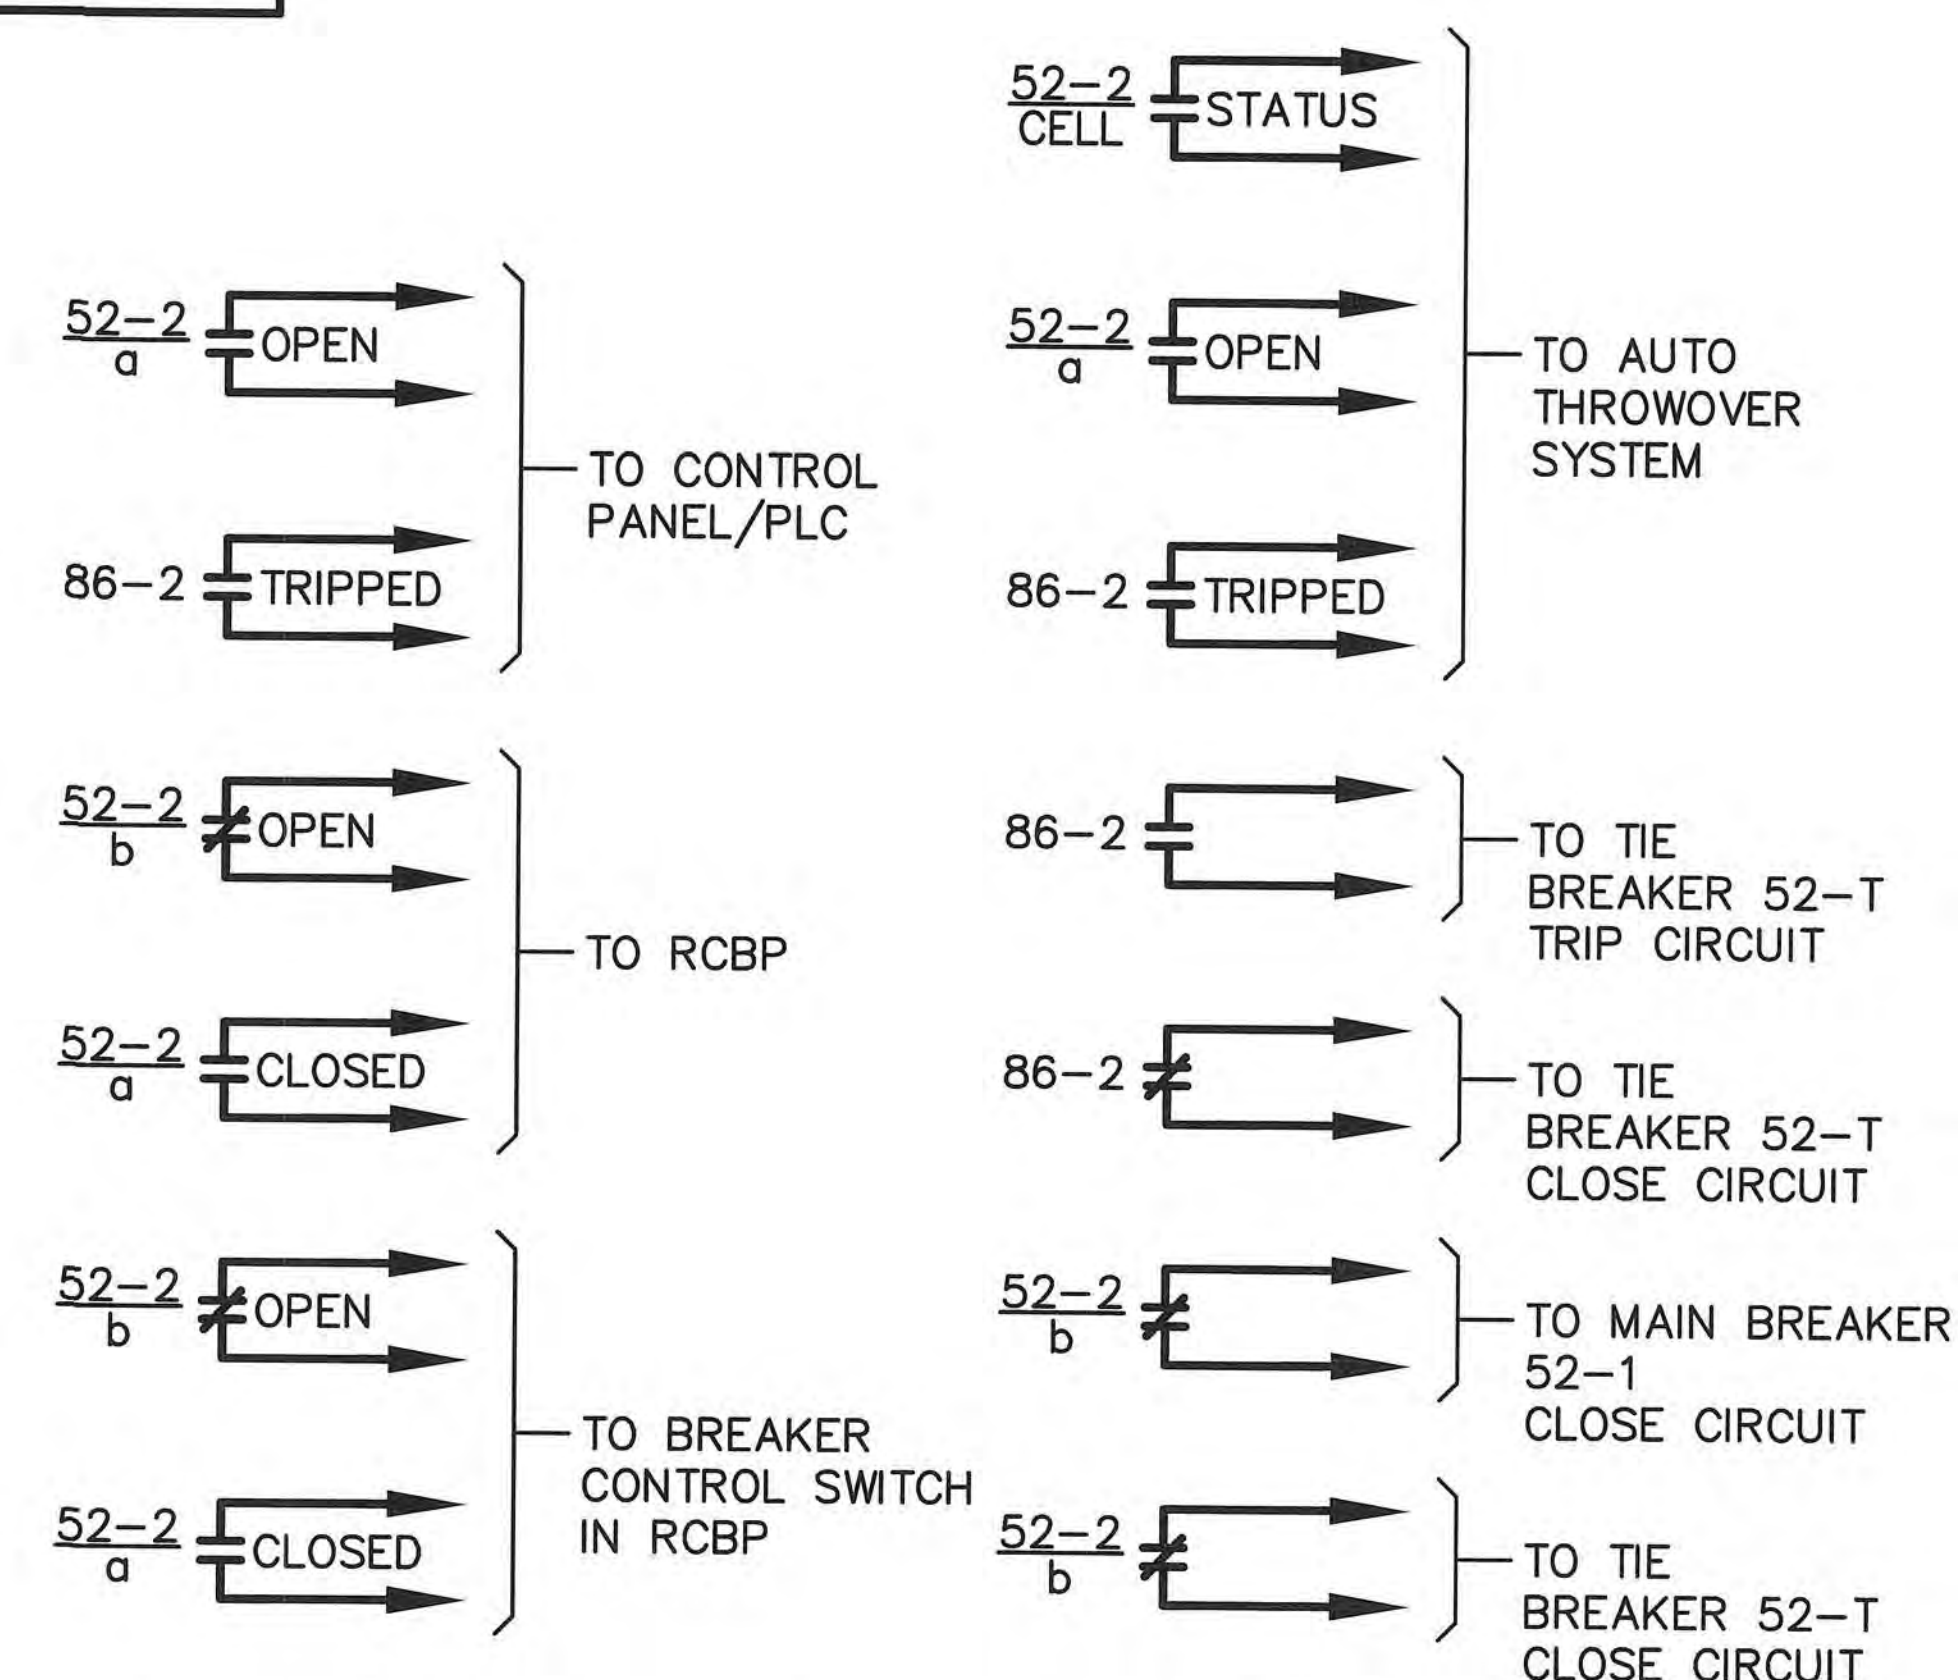 52-2
a
OPEN
86-2
TRIPPED
TO CONTROL
PANEL/PLC
52-2
b
OPEN
52-2
a
CLOSED
TO RCBP
52-2
b
OPEN
52-2
a
CLOSED
TO BREAKER
CONTROL SWITCH
IN RCBP
52-2
CELL
STATUS
52-2
a
OPEN
86-2
TRIPPED
TO AUTO
THROWOVER
SYSTEM
86-2
TO TIE
BREAKER 52-T
TRIP CIRCUIT
86-2
TO TIE
BREAKER 52-T
CLOSE CIRCUIT
52-2
b
TO MAIN BREAKER
52-1
CLOSE CIRCUIT
52-2
b
TO TIE
BREAKER 52-T
CLOSE CIRCUIT